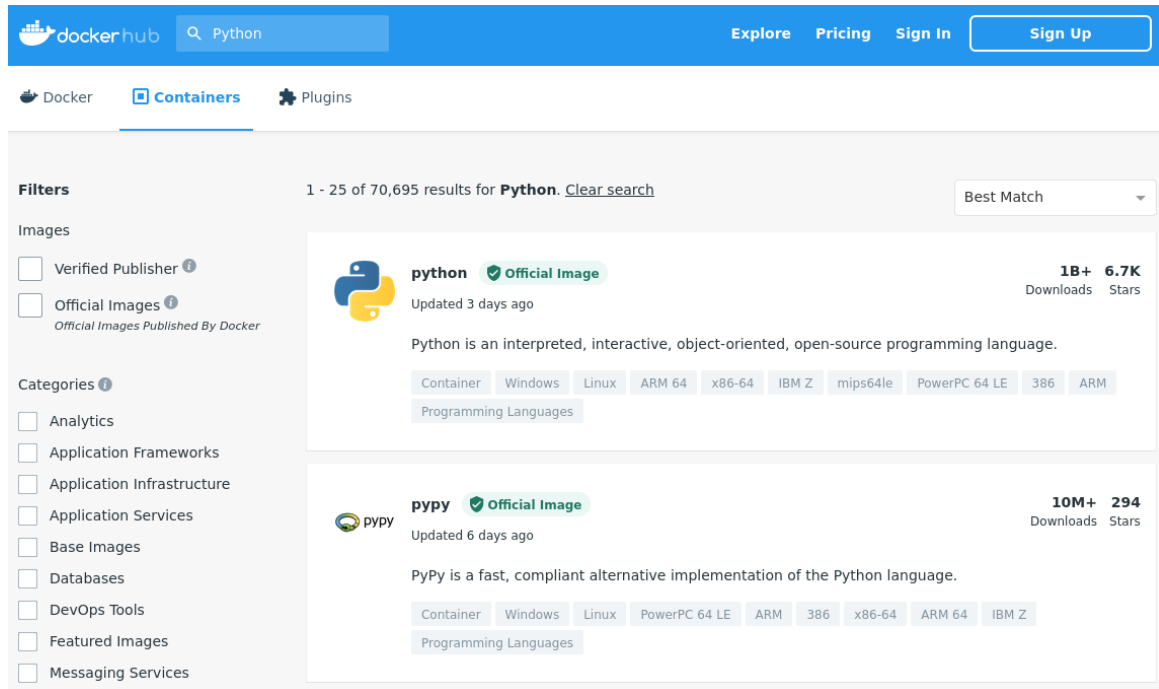 dockerhub Python Explore Pricing Sign In Sign Up
Docker Containers Plugins
Filters
Images
Verified Publisher i
Official Images i
Official Images Published By Docker
Categories i
Analytics
Application Frameworks
Application Infrastructure
Application Services
Base Images
Databases
DevOps Tools
Featured Images
Messaging Services
1 - 25 of 70,695 results for Python. Clear search
Best Match
python Official Image
Updated 3 days ago
1B+ 6.7K
Downloads Stars
Python is an interpreted, interactive, object-oriented, open-source programming language.
Container Windows Linux ARM 64 x86-64 IBM Z mips64le PowerPC 64 LE 386 ARM
Programming Languages
pypy
pypy Official Image
Updated 6 days ago
10M+ 294
Downloads Stars
PyPy is a fast, compliant alternative implementation of the Python language.
Container Windows Linux PowerPC 64 LE ARM 386 x86-64 ARM 64 IBM Z
Programming Languages